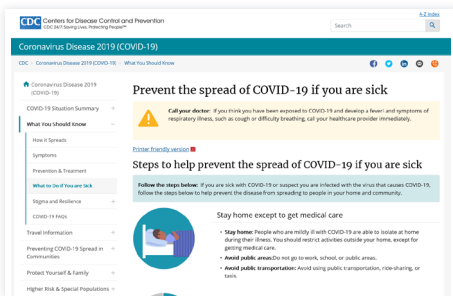 A-Z Index
CDC Centers for Disease Control and Prevention
CDC 24/7: Saving Lives, Protecting People™
Search
Coronavirus Disease 2019 (COVID-19)
CDC > Coronavirus Disease 2019 (COVID-19) > What You Should Know
Coronavirus Disease 2019
(COVID-19)
COVID-19 Situation Summary +
What You Should Know −
How It Spreads
Symptoms
Prevention & Treatment
What to Do if You are Sick
Stigma and Resilience +
COVID-19 FAQs
Travel Information +
Preventing COVID-19 Spread in +
Communities
Protect Yourself & Family +
Higher Risk & Special Populations +
Prevent the spread of COVID-19 if you are sick
Call your doctor: If you think you have been exposed to COVID-19 and develop a fever and symptoms of
respiratory illness, such as cough or difficulty breathing, call your healthcare provider immediately.
Printer friendly version
Steps to help prevent the spread of COVID-19 if you are sick
Follow the steps below: If you are sick with COVID-19 or suspect you are infected with the virus that causes COVID-19,
follow the steps below to help prevent the disease from spreading to people in your home and community.
Stay home except to get medical care
• Stay home: People who are mildly ill with COVID-19 are able to isolate at home
during their illness. You should restrict activities outside your home, except for
getting medical care.
• Avoid public areas:Do not go to work, school, or public areas.
• Avoid public transportation: Avoid using public transportation, ride-sharing, or
taxis.